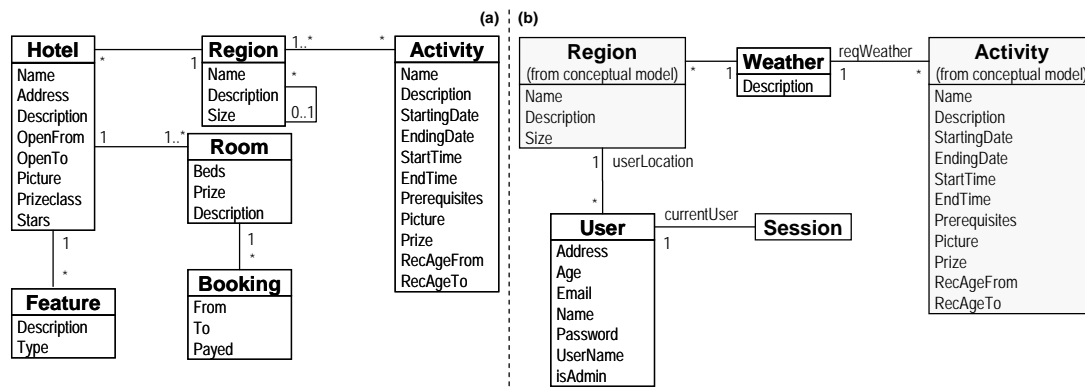 (a)
Hotel
Name
Address
Description
OpenFrom
OpenTo
Picture
Prizeclass
Stars
*
1
Region
Name
Description
Size
*
0..1
1..*
*
Activity
Name
Description
StartingDate
EndingDate
StartTime
EndTime
Prerequisites
Picture
Prize
RecAgeFrom
RecAgeTo
1
1..*
Room
Beds
Prize
Description
1
*
Feature
Description
Type
1
*
Booking
From
To
Payed
(b)
Region
(from conceptual model)
Name
Description
Size
*
1
Weather
Description
reqWeather
1
*
Activity
(from conceptual model)
Name
Description
StartingDate
EndingDate
StartTime
EndTime
Prerequisites
Picture
Prize
RecAgeFrom
RecAgeTo
1
userLocation
*
User
Address
Age
Email
Name
Password
UserName
isAdmin
currentUser
1
Session